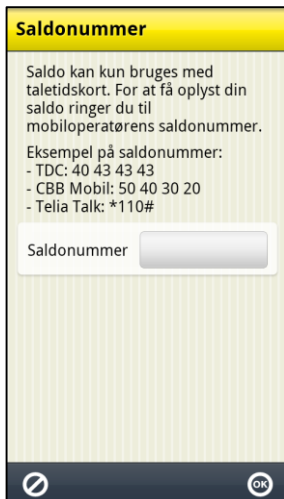 Saldonummer
Saldo kan kun bruges med
taletidskort. For at få oplyst din
saldo ringer du til
mobiloperatørens saldonummer.
Eksempel på saldonummer:
- TDC: 40 43 43 43
- CBB Mobil: 50 40 30 20
- Telia Talk: *110#
Saldonummer
OK